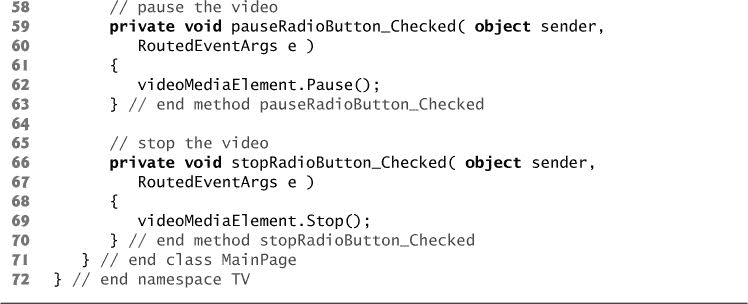 58 // pause the video
59 private void pauseRadioButton_Checked( object sender,
60 RoutedEventArgs e )
61 {
62 videoMediaElement.Pause();
63 } // end method pauseRadioButton_Checked
64
65 // stop the video
66 private void stopRadioButton_Checked( object sender,
67 RoutedEventArgs e )
68 {
69 videoMediaElement.Stop();
70 } // end method stopRadioButton_Checked
71 } // end class MainPage
72 } // end namespace TV